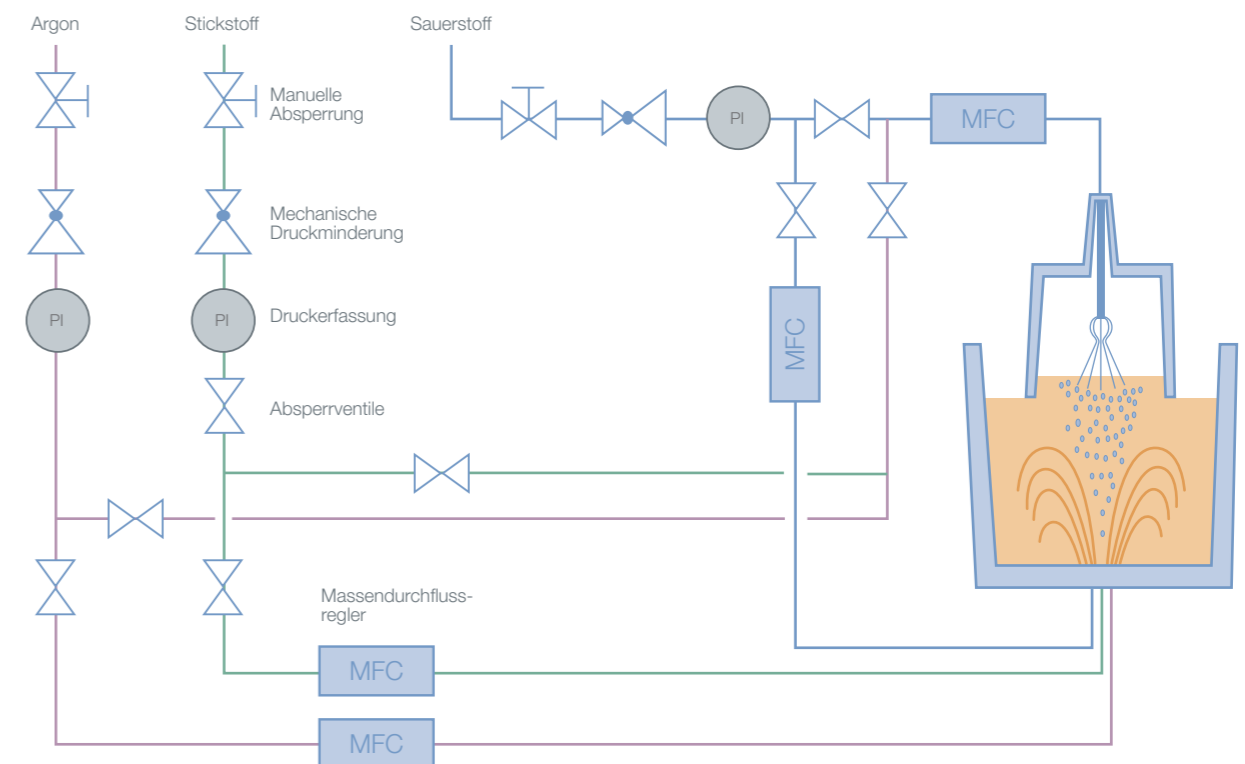 Argon
Stickstoff
Sauerstoff
Manuelle
Absperrung
PI
MFC
Mechanische
Druckminderung
PI
PI
Druckerfassung
MFC
Absperrventile
Massendurchfluss-
regler
MFC
MFC